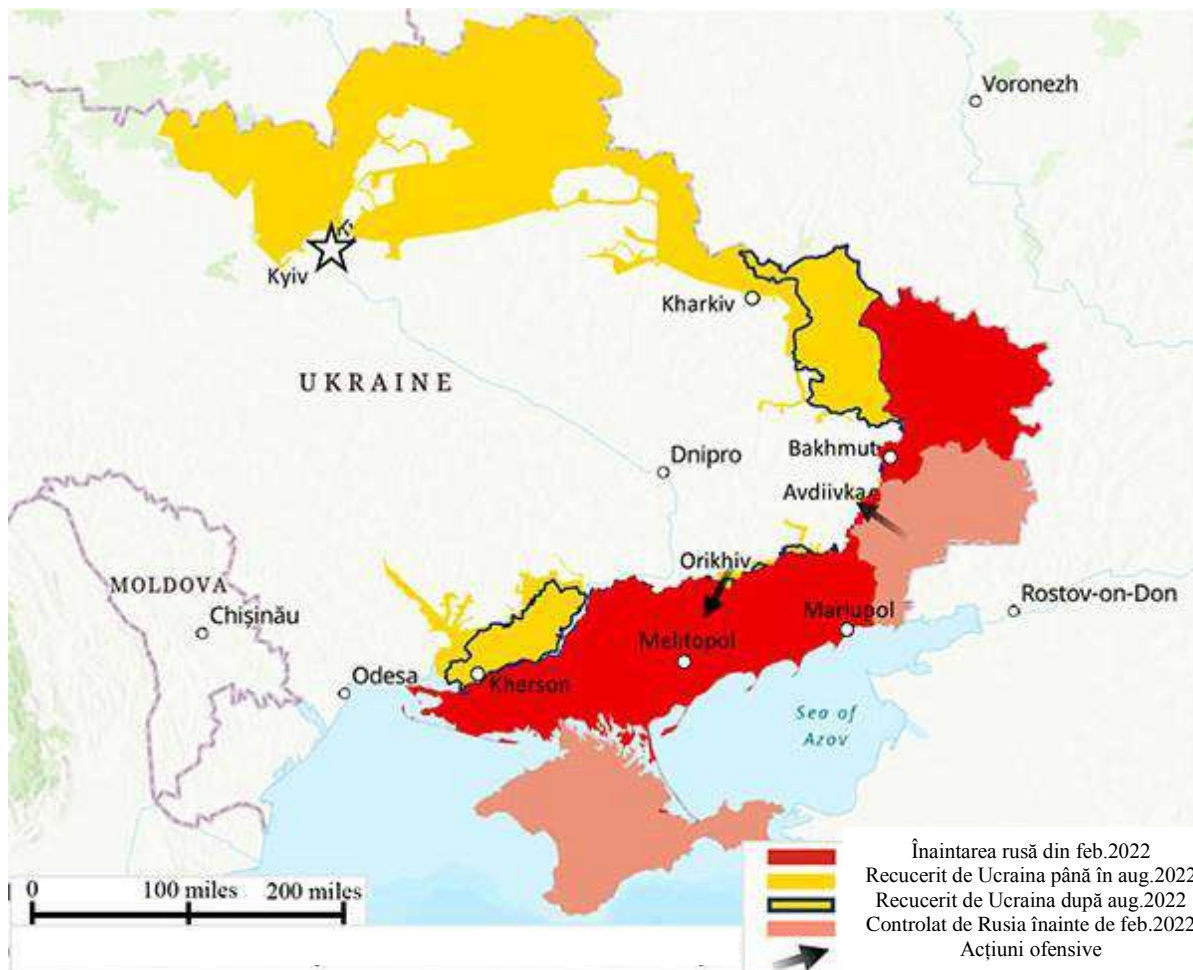 Voronezh
Kyiv
Kharkiv
UKRAINE
Bakhmut
Dnipro
Avdiivka
Orikhiv
MOLDOVA
Chișinău
Mariupol
Rostov-on-Don
Melitopol
Odesa
Kherson
Sea of
Azov
0 100 miles 200 miles
Înaintarea rusă din feb.2022
Recucerit de Ucraina până în aug.2022
Recucerit de Ucraina după aug.2022
Controlat de Rusia înainte de feb.2022
Acțiuni ofensive